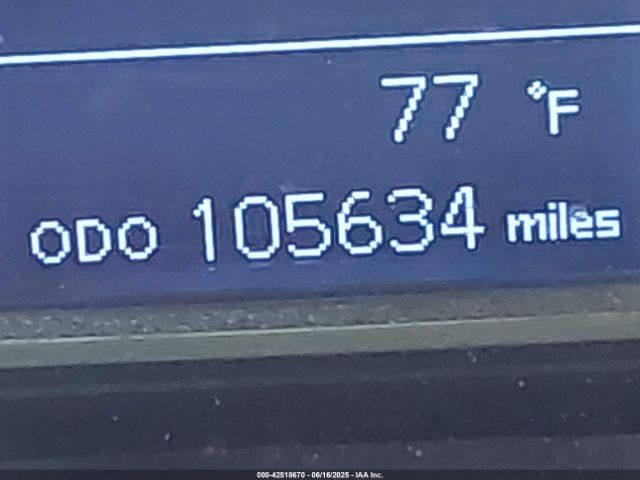 77 °F
ODO 105634 miles
000-42518670 - 06/16/2025 - IAA Inc.